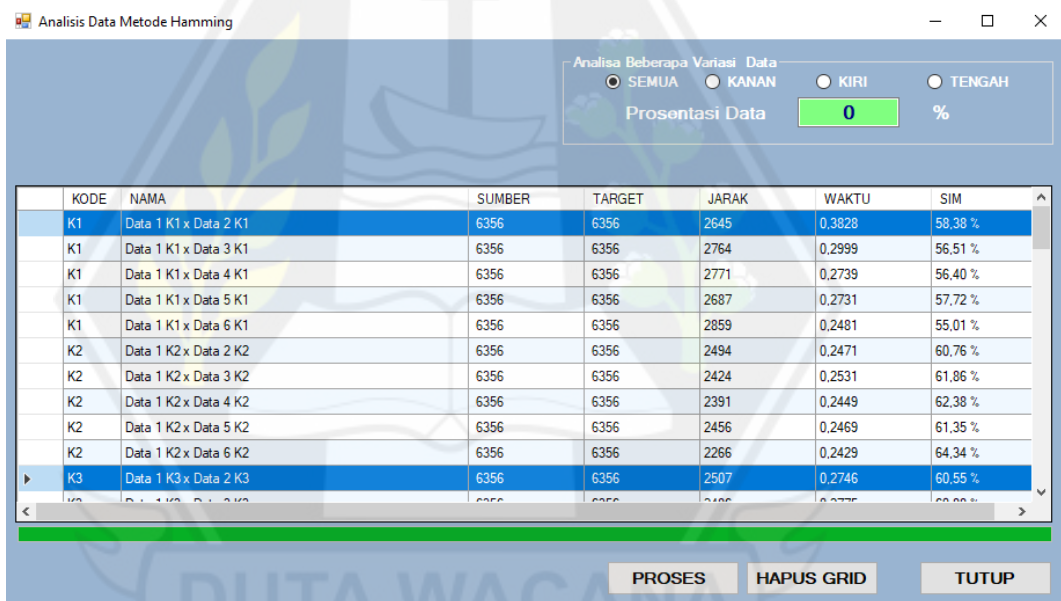 Analisis Data Metode Hamming
Analisa Beberapa Variasi Data
SEMUA KANAN KIRI TENGAH
Prosentasi Data 0 %
KODE NAMA SUMBER TARGET JARAK WAKTU SIM
K1 Data 1 K1 x Data 2 K1 6356 6356 2645 0,3828 58,38 %
K1 Data 1 K1 x Data 3 K1 6356 6356 2764 0,2999 56,51 %
K1 Data 1 K1 x Data 4 K1 6356 6356 2771 0,2739 56,40 %
K1 Data 1 K1 x Data 5 K1 6356 6356 2687 0,2731 57,72 %
K1 Data 1 K1 x Data 6 K1 6356 6356 2859 0,2481 55,01 %
K2 Data 1 K2 x Data 2 K2 6356 6356 2494 0,2471 60,76 %
K2 Data 1 K2 x Data 3 K2 6356 6356 2424 0,2531 61,86 %
K2 Data 1 K2 x Data 4 K2 6356 6356 2391 0,2449 62,38 %
K2 Data 1 K2 x Data 5 K2 6356 6356 2456 0,2469 61,35 %
K2 Data 1 K2 x Data 6 K2 6356 6356 2266 0,2429 64,34 %
K3 Data 1 K3 x Data 2 K3 6356 6356 2507 0,2746 60,55 %
PROSES HAPUS GRID TUTUP
DUTA WACANA